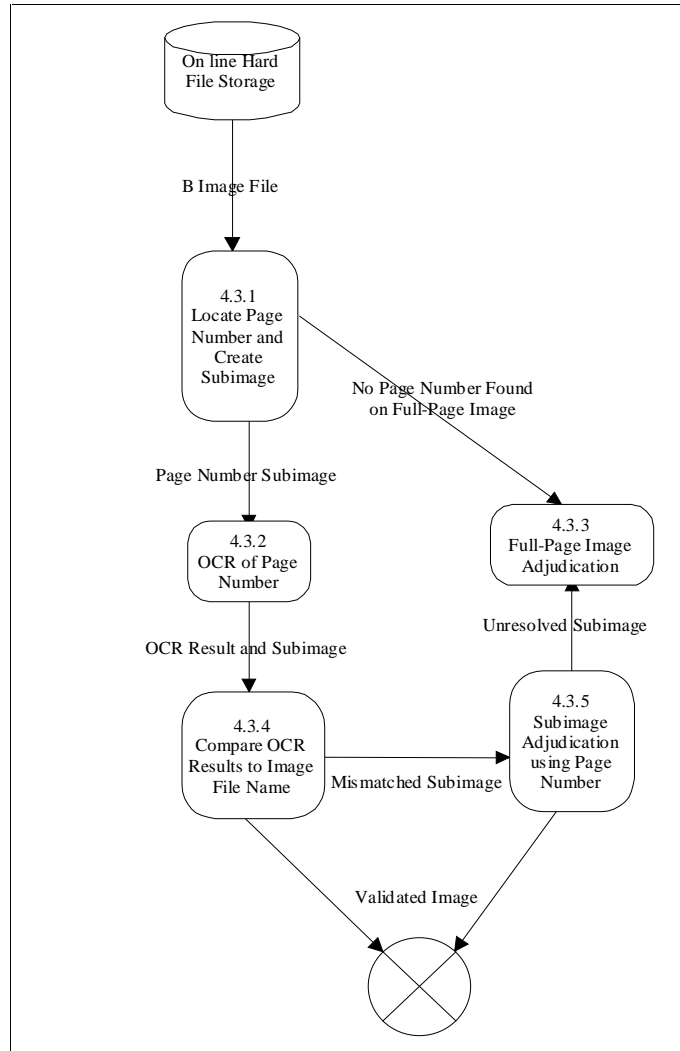 On line Hard
File Storage
B Image File
4.3.1
Locate Page
Number and
Create
Subimage
No Page Number Found
on Full-Page Image
Page Number Subimage
4.3.2
OCR of Page
Number
4.3.3
Full-Page Image
Adjudication
Unresolved Subimage
OCR Result and Subimage
4.3.4
Compare OCR
Results to Image
File Name
Mismatched Subimage
4.3.5
Subimage
Adjudication
using Page
Number
Validated Image